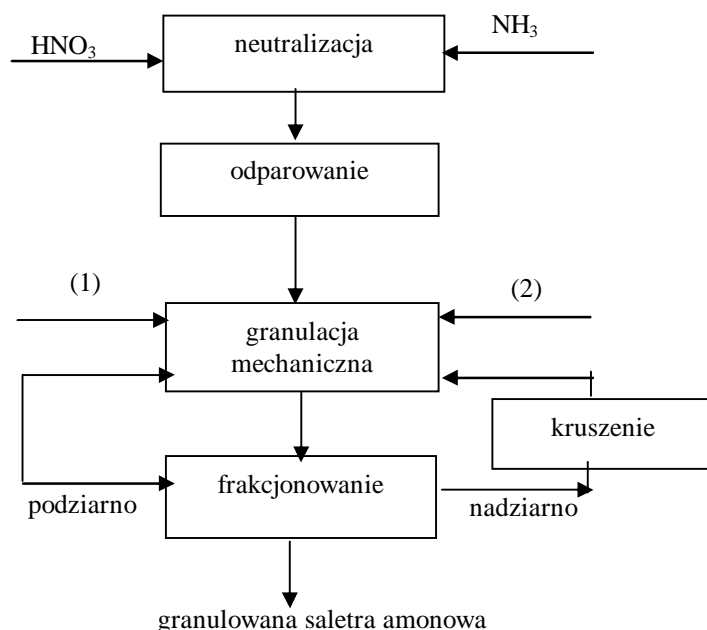 HNO₃
neutralizacja
NH₃
odparowanie
(1)
(2)
granulacja
mechaniczna
kruszenie
frakcjonowanie
podziarno
nadziarno
granulowana saletra amonowa